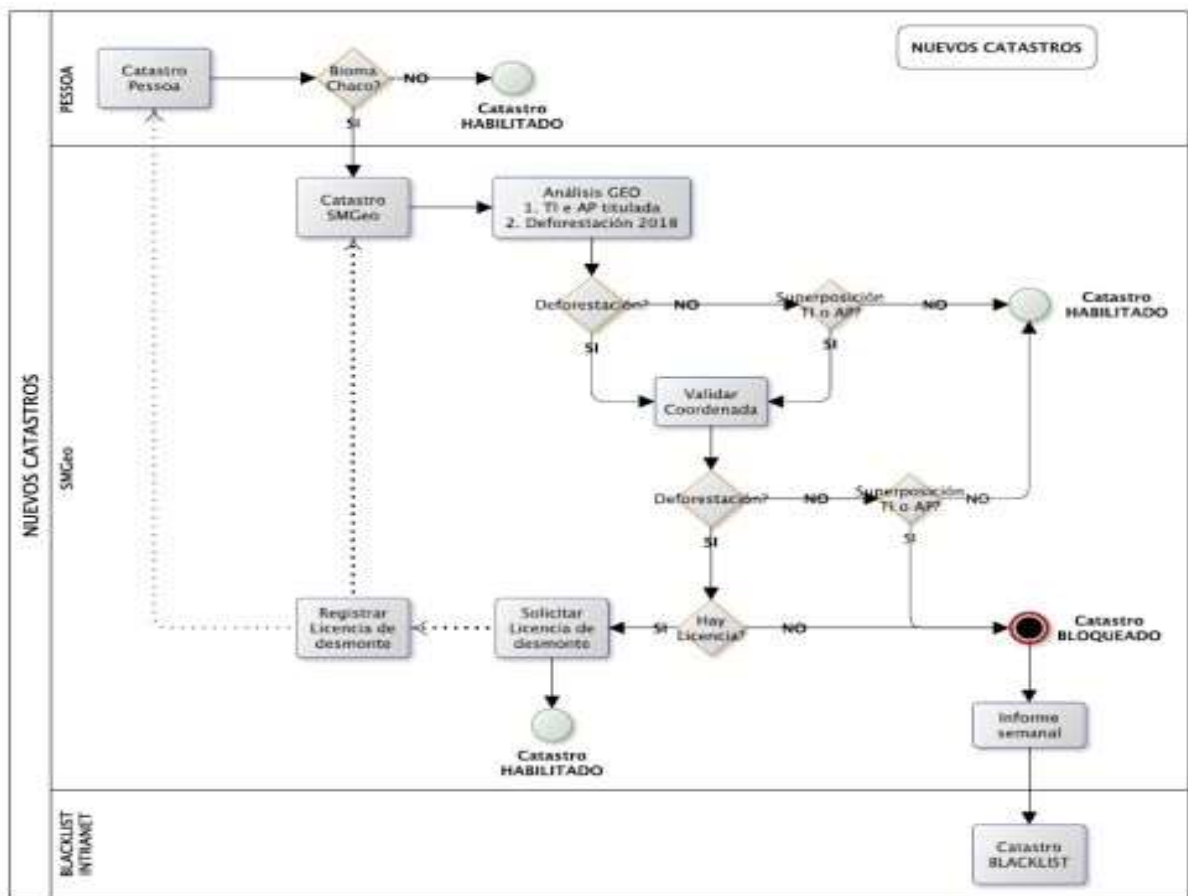 NUEVOS CATASTROS
PESSOA
NUEVOS CATASTROS
Catastro
Pessoa
Bioma
Chaco?
NO
Catastro
HABILITADO
SI
SMGeo
Catastro
SMGeo
Análisis GEO
1. TI e AP titulada
2. Deforestación 2018
Deforestación?
NO
Superposición
TI o AP?
NO
Catastro
HABILITADO
SI
SI
Validar
Coordenada
Deforestación?
NO
Superposición
TI o AP?
NO
SI
SI
Registrar
Licencia de
desmonte
Solicitar
Licencia de
desmonte
SI
Hay
Licencia?
NO
Catastro
BLOQUEADO
Catastro
HABILITADO
Informe
semanal
BLACKLIST
INTRANET
Catastro
BLACKLIST